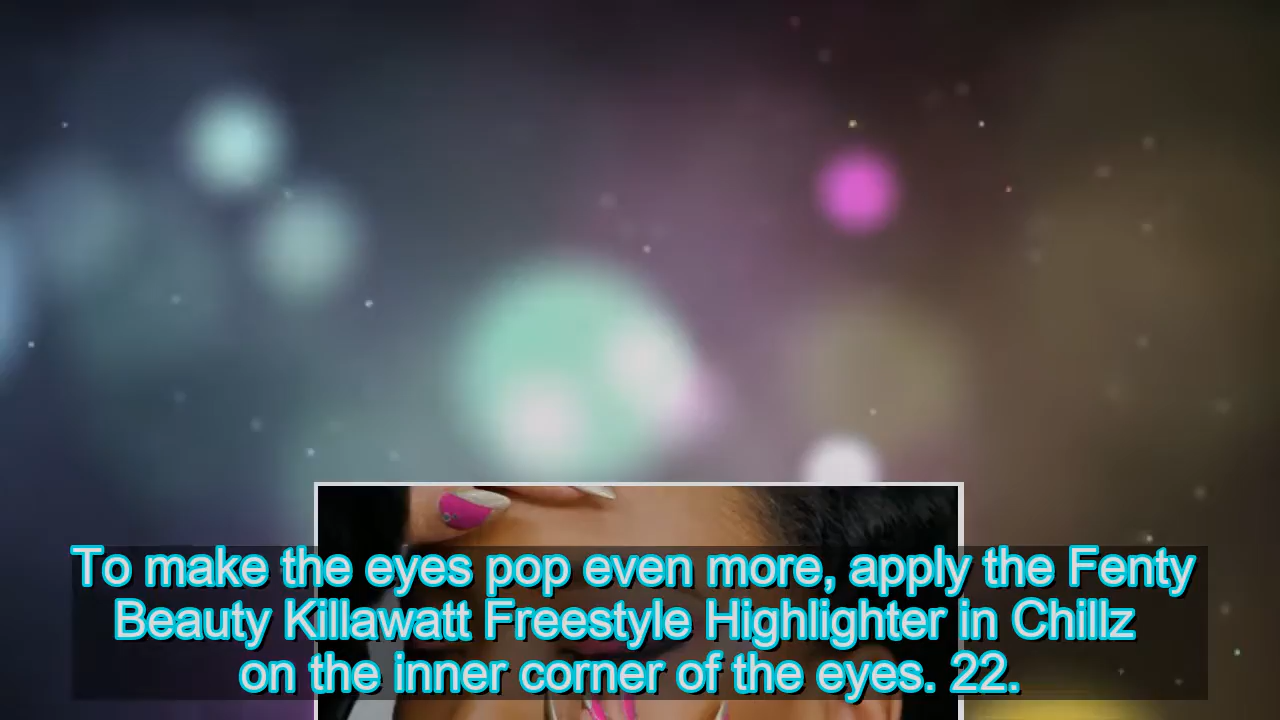 To make the eyes pop even more, apply the Fenty
Beauty Killawatt Freestyle Highlighter in Chillz
on the inner corner of the eyes. 22.